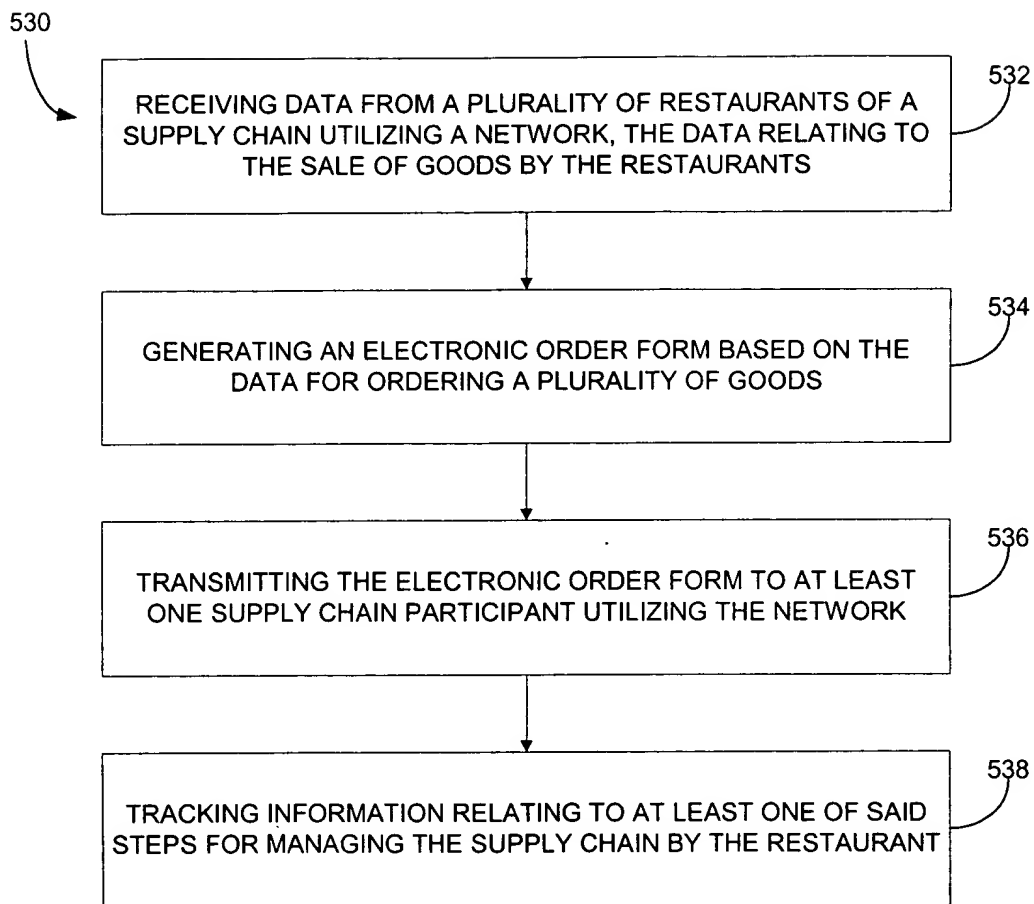 530
532
RECEIVING DATA FROM A PLURALITY OF RESTAURANTS OF A
SUPPLY CHAIN UTILIZING A NETWORK, THE DATA RELATING TO
THE SALE OF GOODS BY THE RESTAURANTS
534
GENERATING AN ELECTRONIC ORDER FORM BASED ON THE
DATA FOR ORDERING A PLURALITY OF GOODS
536
TRANSMITTING THE ELECTRONIC ORDER FORM TO AT LEAST
ONE SUPPLY CHAIN PARTICIPANT UTILIZING THE NETWORK
538
TRACKING INFORMATION RELATING TO AT LEAST ONE OF SAID
STEPS FOR MANAGING THE SUPPLY CHAIN BY THE RESTAURANT